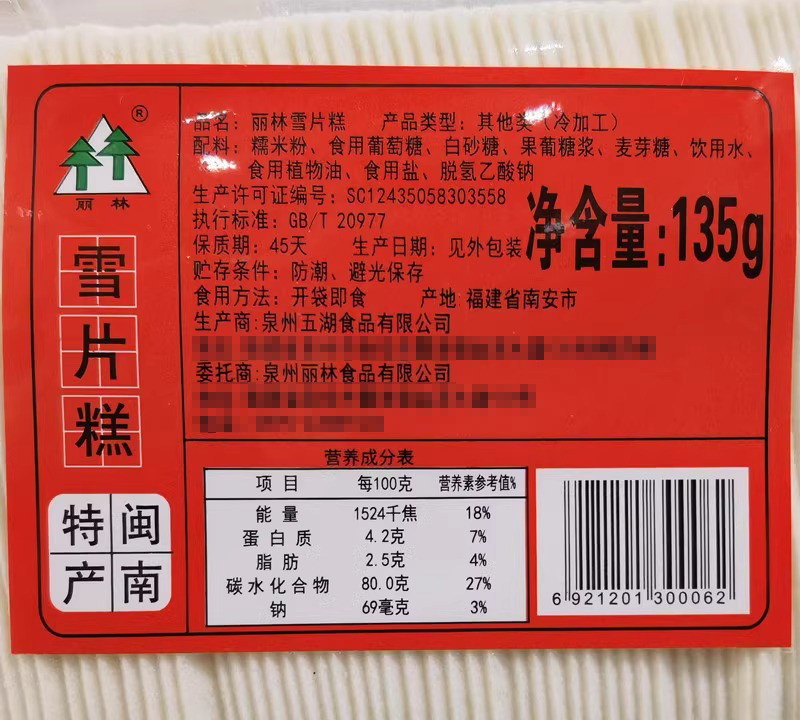 ®
丽林
雪片糕
闽南
特产
品名：丽林雪片糕 产品类型：其他类（冷加工）
配料：糯米粉、食用葡萄糖、白砂糖、果葡糖浆、麦芽糖、饮用水、
食用植物油、食用盐、脱氢乙酸钠
生产许可证编号：SC12435058303558
执行标准：GB/T 20977
保质期：45天 生产日期：见外包装
净含量:135g
贮存条件：防潮、避光保存
食用方法：开袋即食 产地:福建省南安市
生产商:泉州五湖食品有限公司
委托商:泉州丽林食品有限公司
营养成分表
项目 每100克 营养素参考值%
能量 1524千焦 18%
蛋白质 4.2克 7%
脂肪 2.5克 4%
碳水化合物 80.0克 27%
钠 69毫克 3%
6 921201 300062